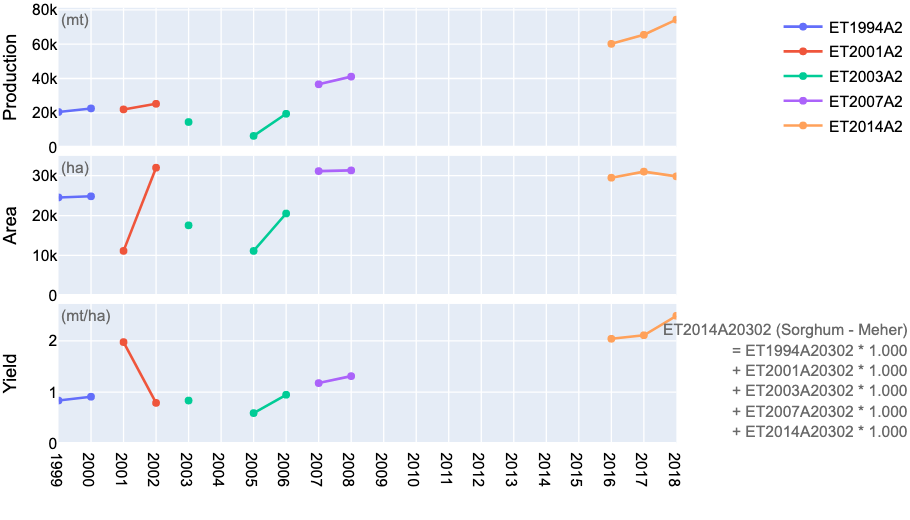 80k
(mt)
60k
40k
20k
0
Production
(ha)
30k
20k
10k
0
Area
(mt/ha)
2
1
0
Yield
1999
2000
2001
2002
2003
2004
2005
2006
2007
2008
2009
2010
2011
2012
2013
2014
2015
2016
2017
2018
ET1994A2
ET2001A2
ET2003A2
ET2007A2
ET2014A2
ET2014A20302 (Sorghum - Meher)
= ET1994A20302 * 1.000
+ ET2001A20302 * 1.000
+ ET2003A20302 * 1.000
+ ET2007A20302 * 1.000
+ ET2014A20302 * 1.000